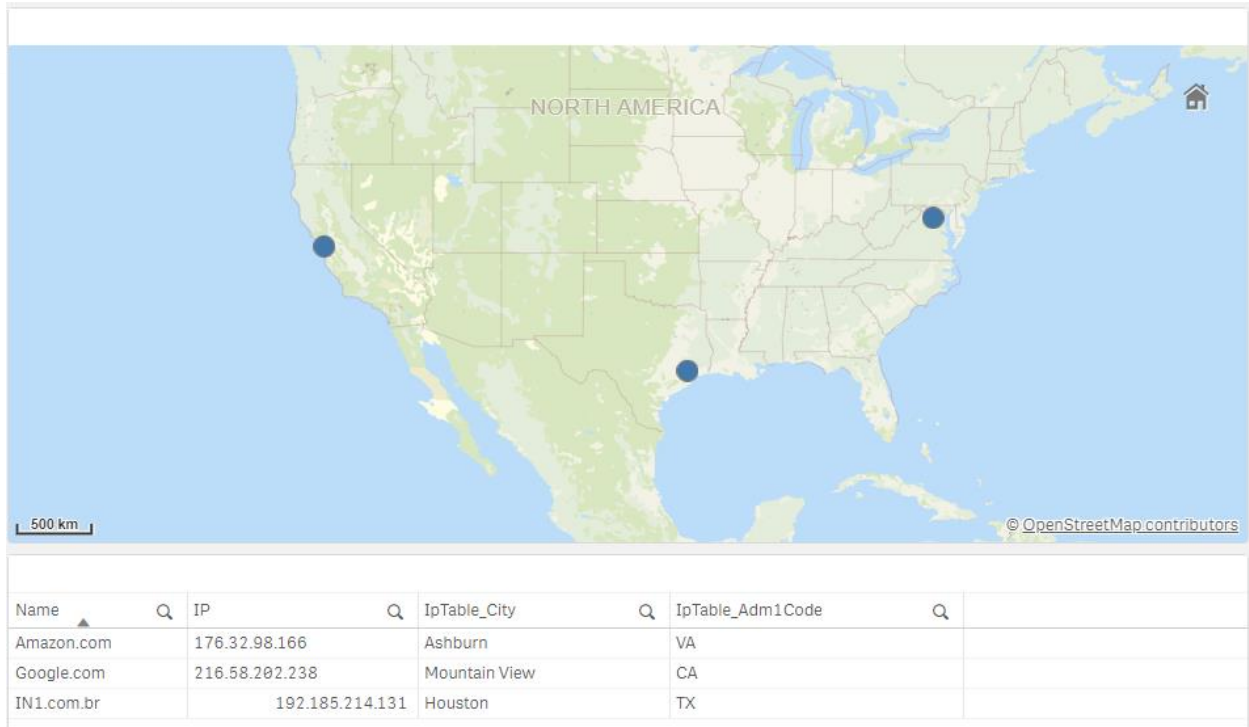 NORTH AMERICA
500 km
© OpenStreetMap contributors
Name IP IpTable_City IpTable_Adm1Code
Amazon.com 176.32.98.166 Ashburn VA
Google.com 216.58.202.238 Mountain View CA
IN1.com.br 192.185.214.131 Houston TX